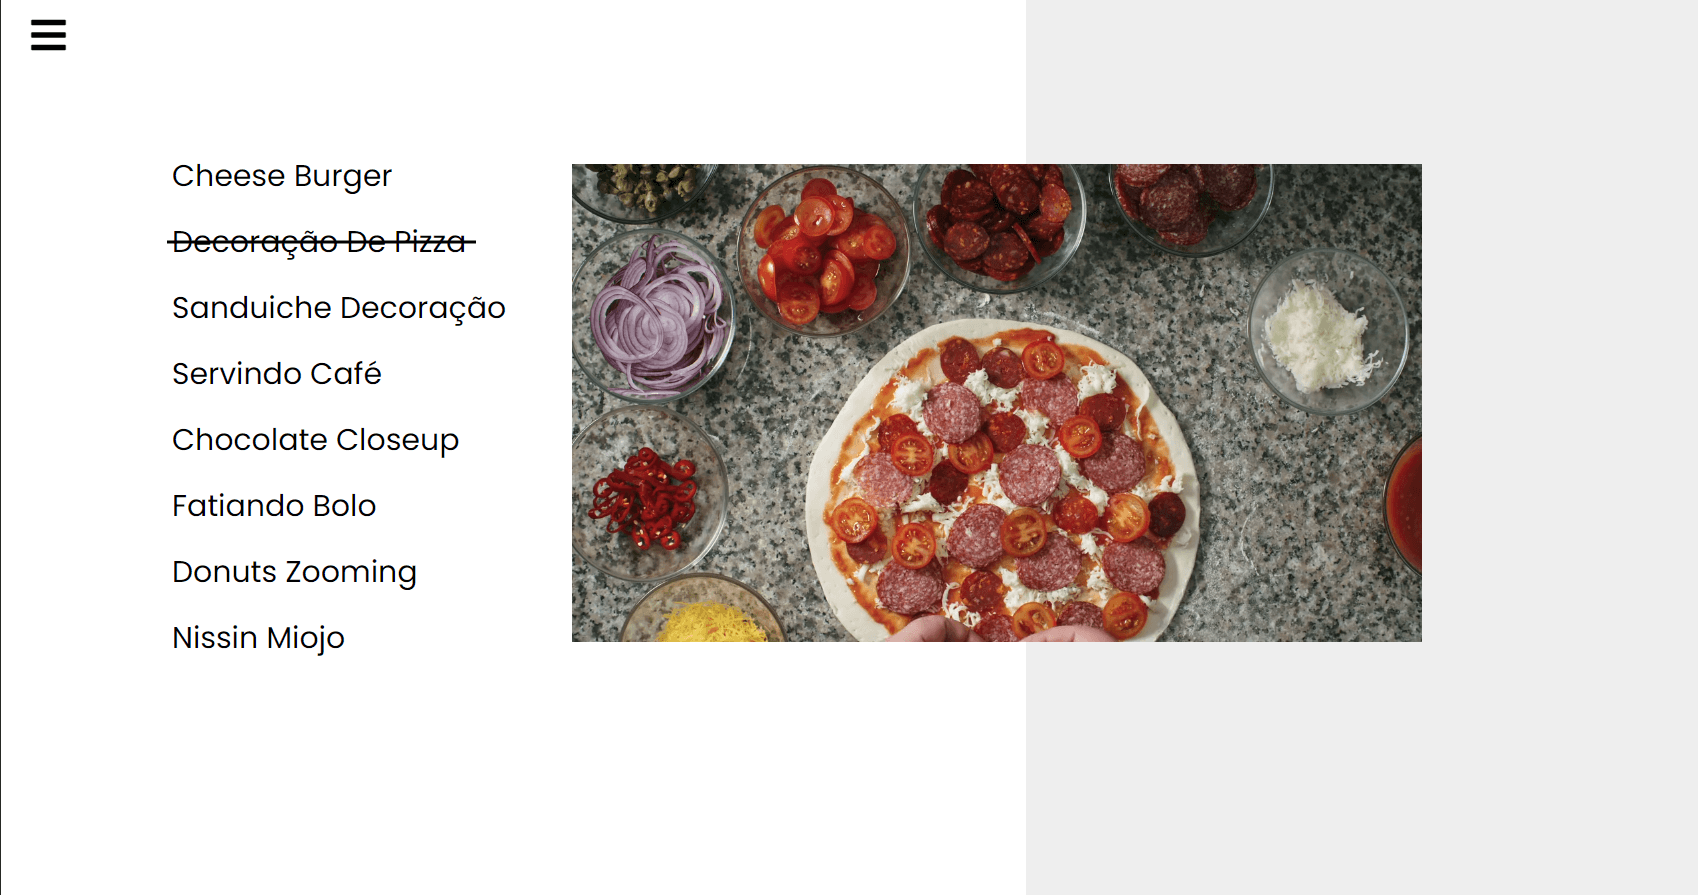 Cheese Burger
Decoração De Pizza
Sanduiche Decoração
Servindo Café
Chocolate Closeup
Fatiando Bolo
Donuts Zooming
Nissin Miojo